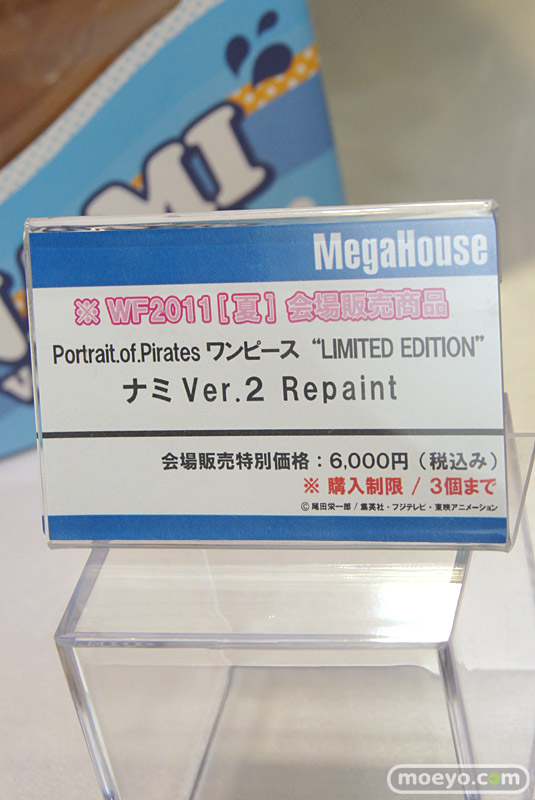 NAMI
MegaHouse
※ WF2011[夏] 会場販売商品
Portrait.of.Pirates ワンピース “LIMITED EDITION”
ナミ Ver.2 Repaint
会場販売特別価格：6,000円（税込み）
※ 購入制限 / 3個まで
©尾田栄一郎 / 集英社・フジテレビ・東映アニメーション
moeyo.com